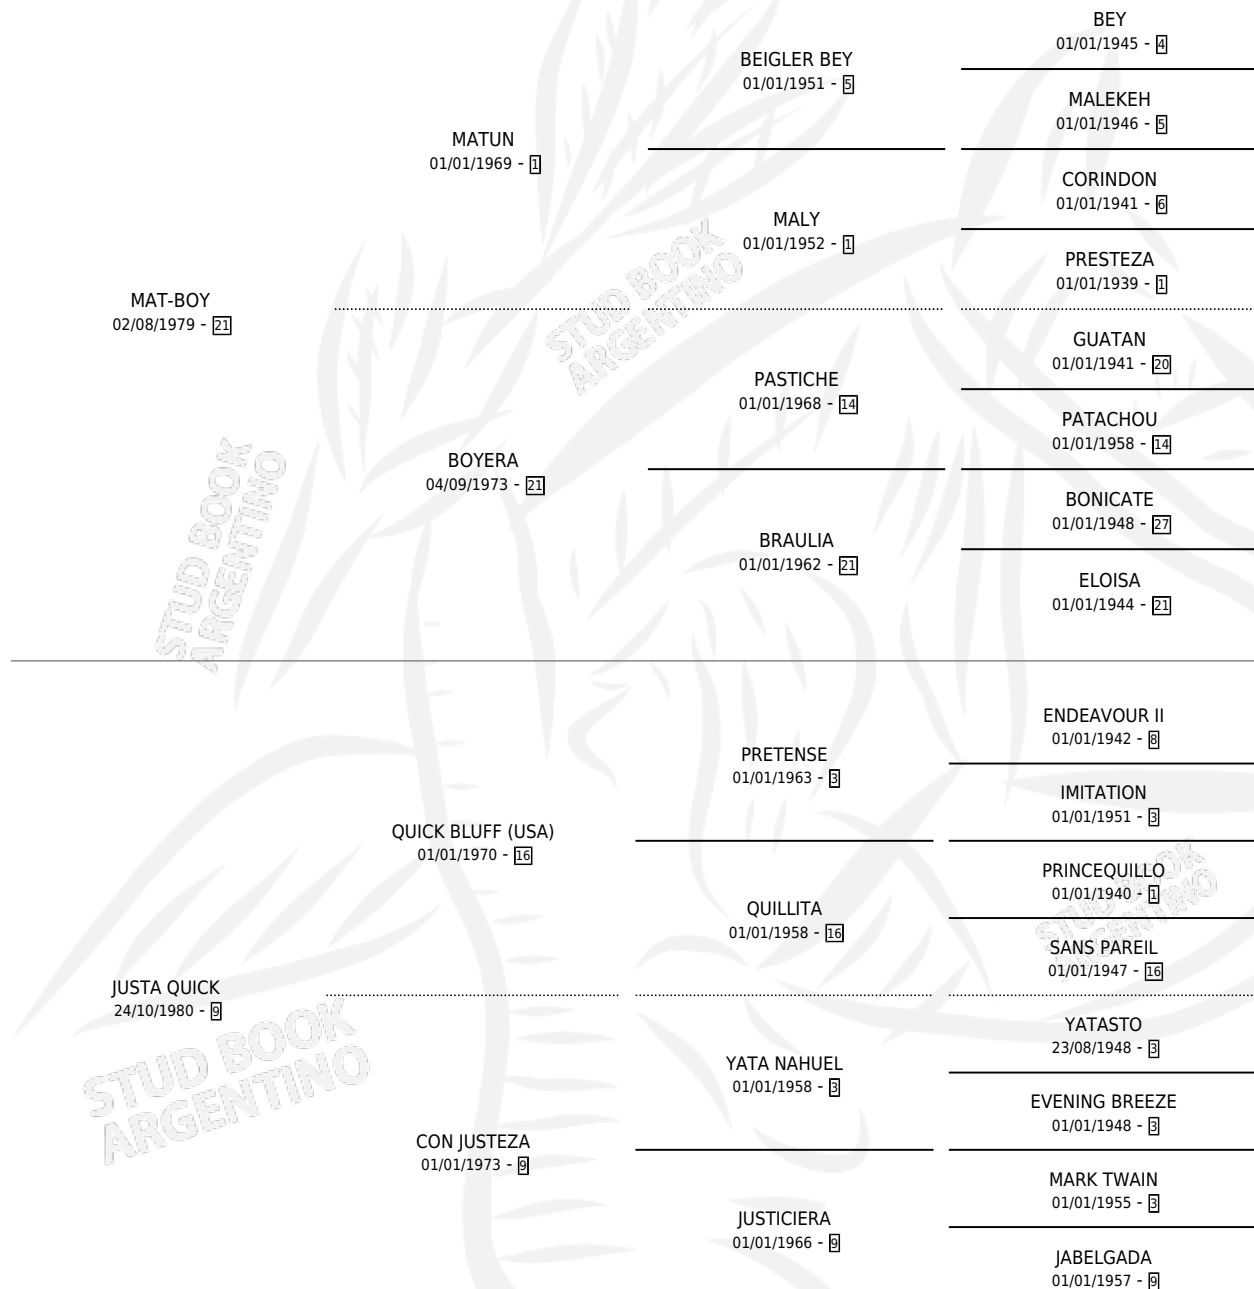 BEY
01/01/1945 - 4
BEIGLER BEY
01/01/1951 - 5
MALEKEH
01/01/1946 - 5
MATUN
01/01/1969 - 1
CORINDON
01/01/1941 - 6
MALY
01/01/1952 - 1
PRESTEZA
01/01/1939 - 1
MAT-BOY
02/08/1979 - 21
GUATAN
01/01/1941 - 20
PASTICHE
01/01/1968 - 14
PATACHOU
01/01/1958 - 14
BOYERA
04/09/1973 - 21
BONICATE
01/01/1948 - 27
BRAULIA
01/01/1962 - 21
ELOISA
01/01/1944 - 21
ENDEAVOUR II
01/01/1942 - 8
PRETENSE
01/01/1963 - 3
IMITATION
01/01/1951 - 3
QUICK BLUFF (USA)
01/01/1970 - 16
PRINCEQUILLO
01/01/1940 - 1
QUILLITA
01/01/1958 - 16
SANS PAREIL
01/01/1947 - 16
JUSTA QUICK
24/10/1980 - 9
YATASTO
23/08/1948 - 3
YATA NAHUEL
01/01/1958 - 3
EVENING BREEZE
01/01/1948 - 3
CON JUSTEZA
01/01/1973 - 9
MARK TWAIN
01/01/1955 - 3
JUSTICIERA
01/01/1966 - 9
JABELGADA
01/01/1957 - 9
STUD BOOK
ARGENTINO
STUD BOOK
ARGENTINO
STUD BOOK
ARGENTINO
STUD BOOK
ARGENTINO